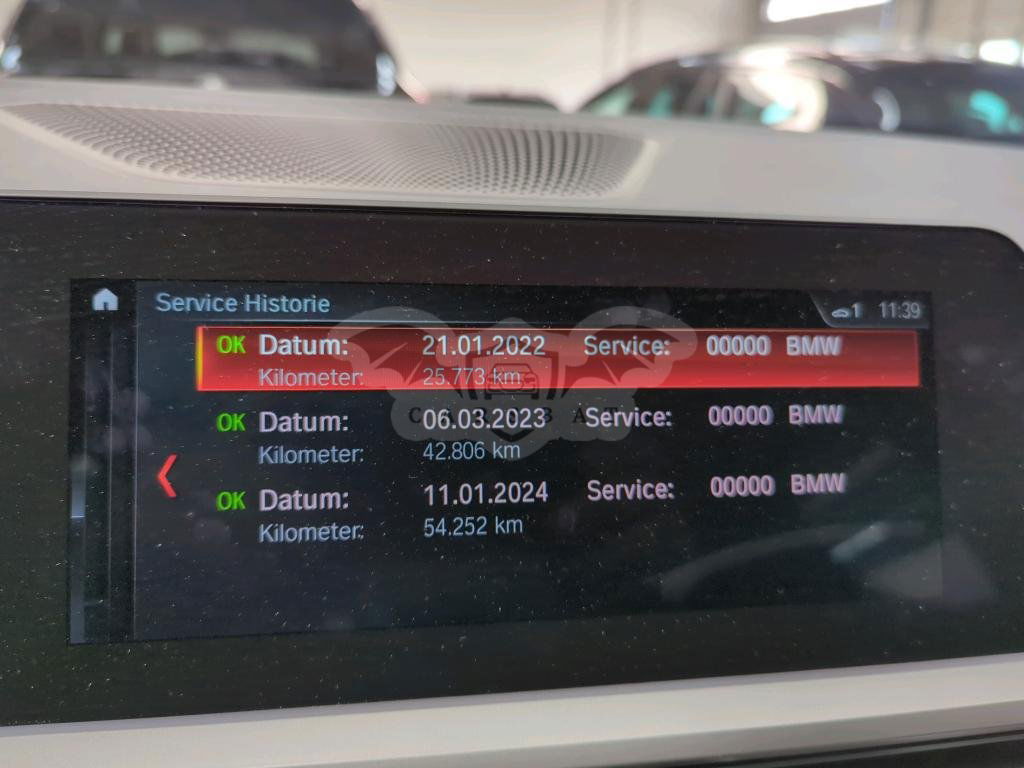 Service Historie
1 11:39
OK Datum: 21.01.2022 Service: 00000 BMW
Kilometer: 25.773 km
OK Datum: 06.03.2023 Service: 00000 BMW
Kilometer: 42.806 km
OK Datum: 11.01.2024 Service: 00000 BMW
Kilometer: 54.252 km